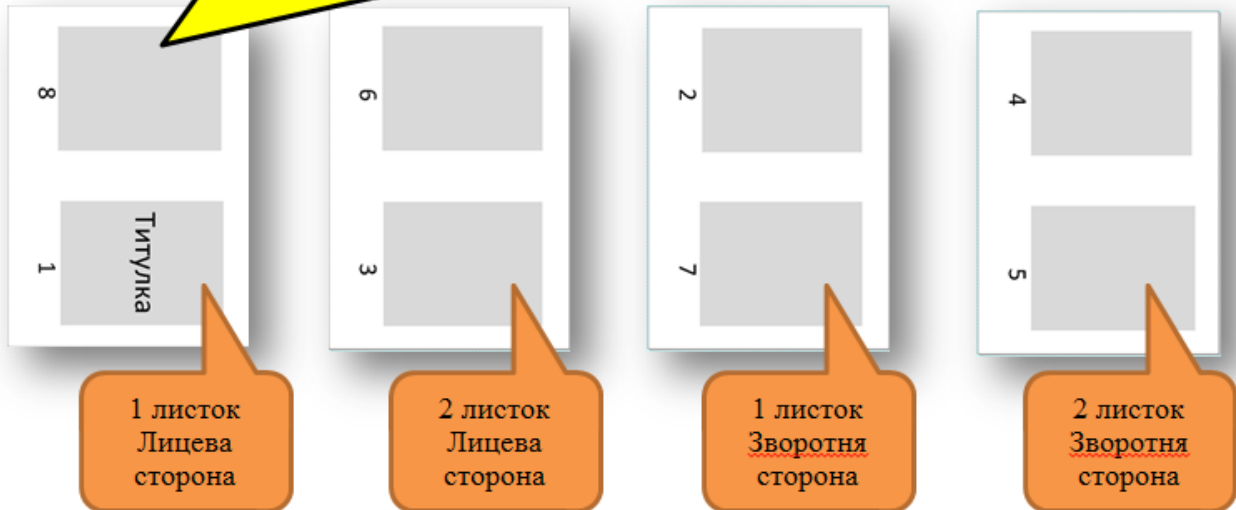 8
Титулка
1
6
3
2
7
4
5
1 листок
Лицева
сторона
2 листок
Лицева
сторона
1 листок
Зворотня
сторона
2 листок
Зворотня
сторона